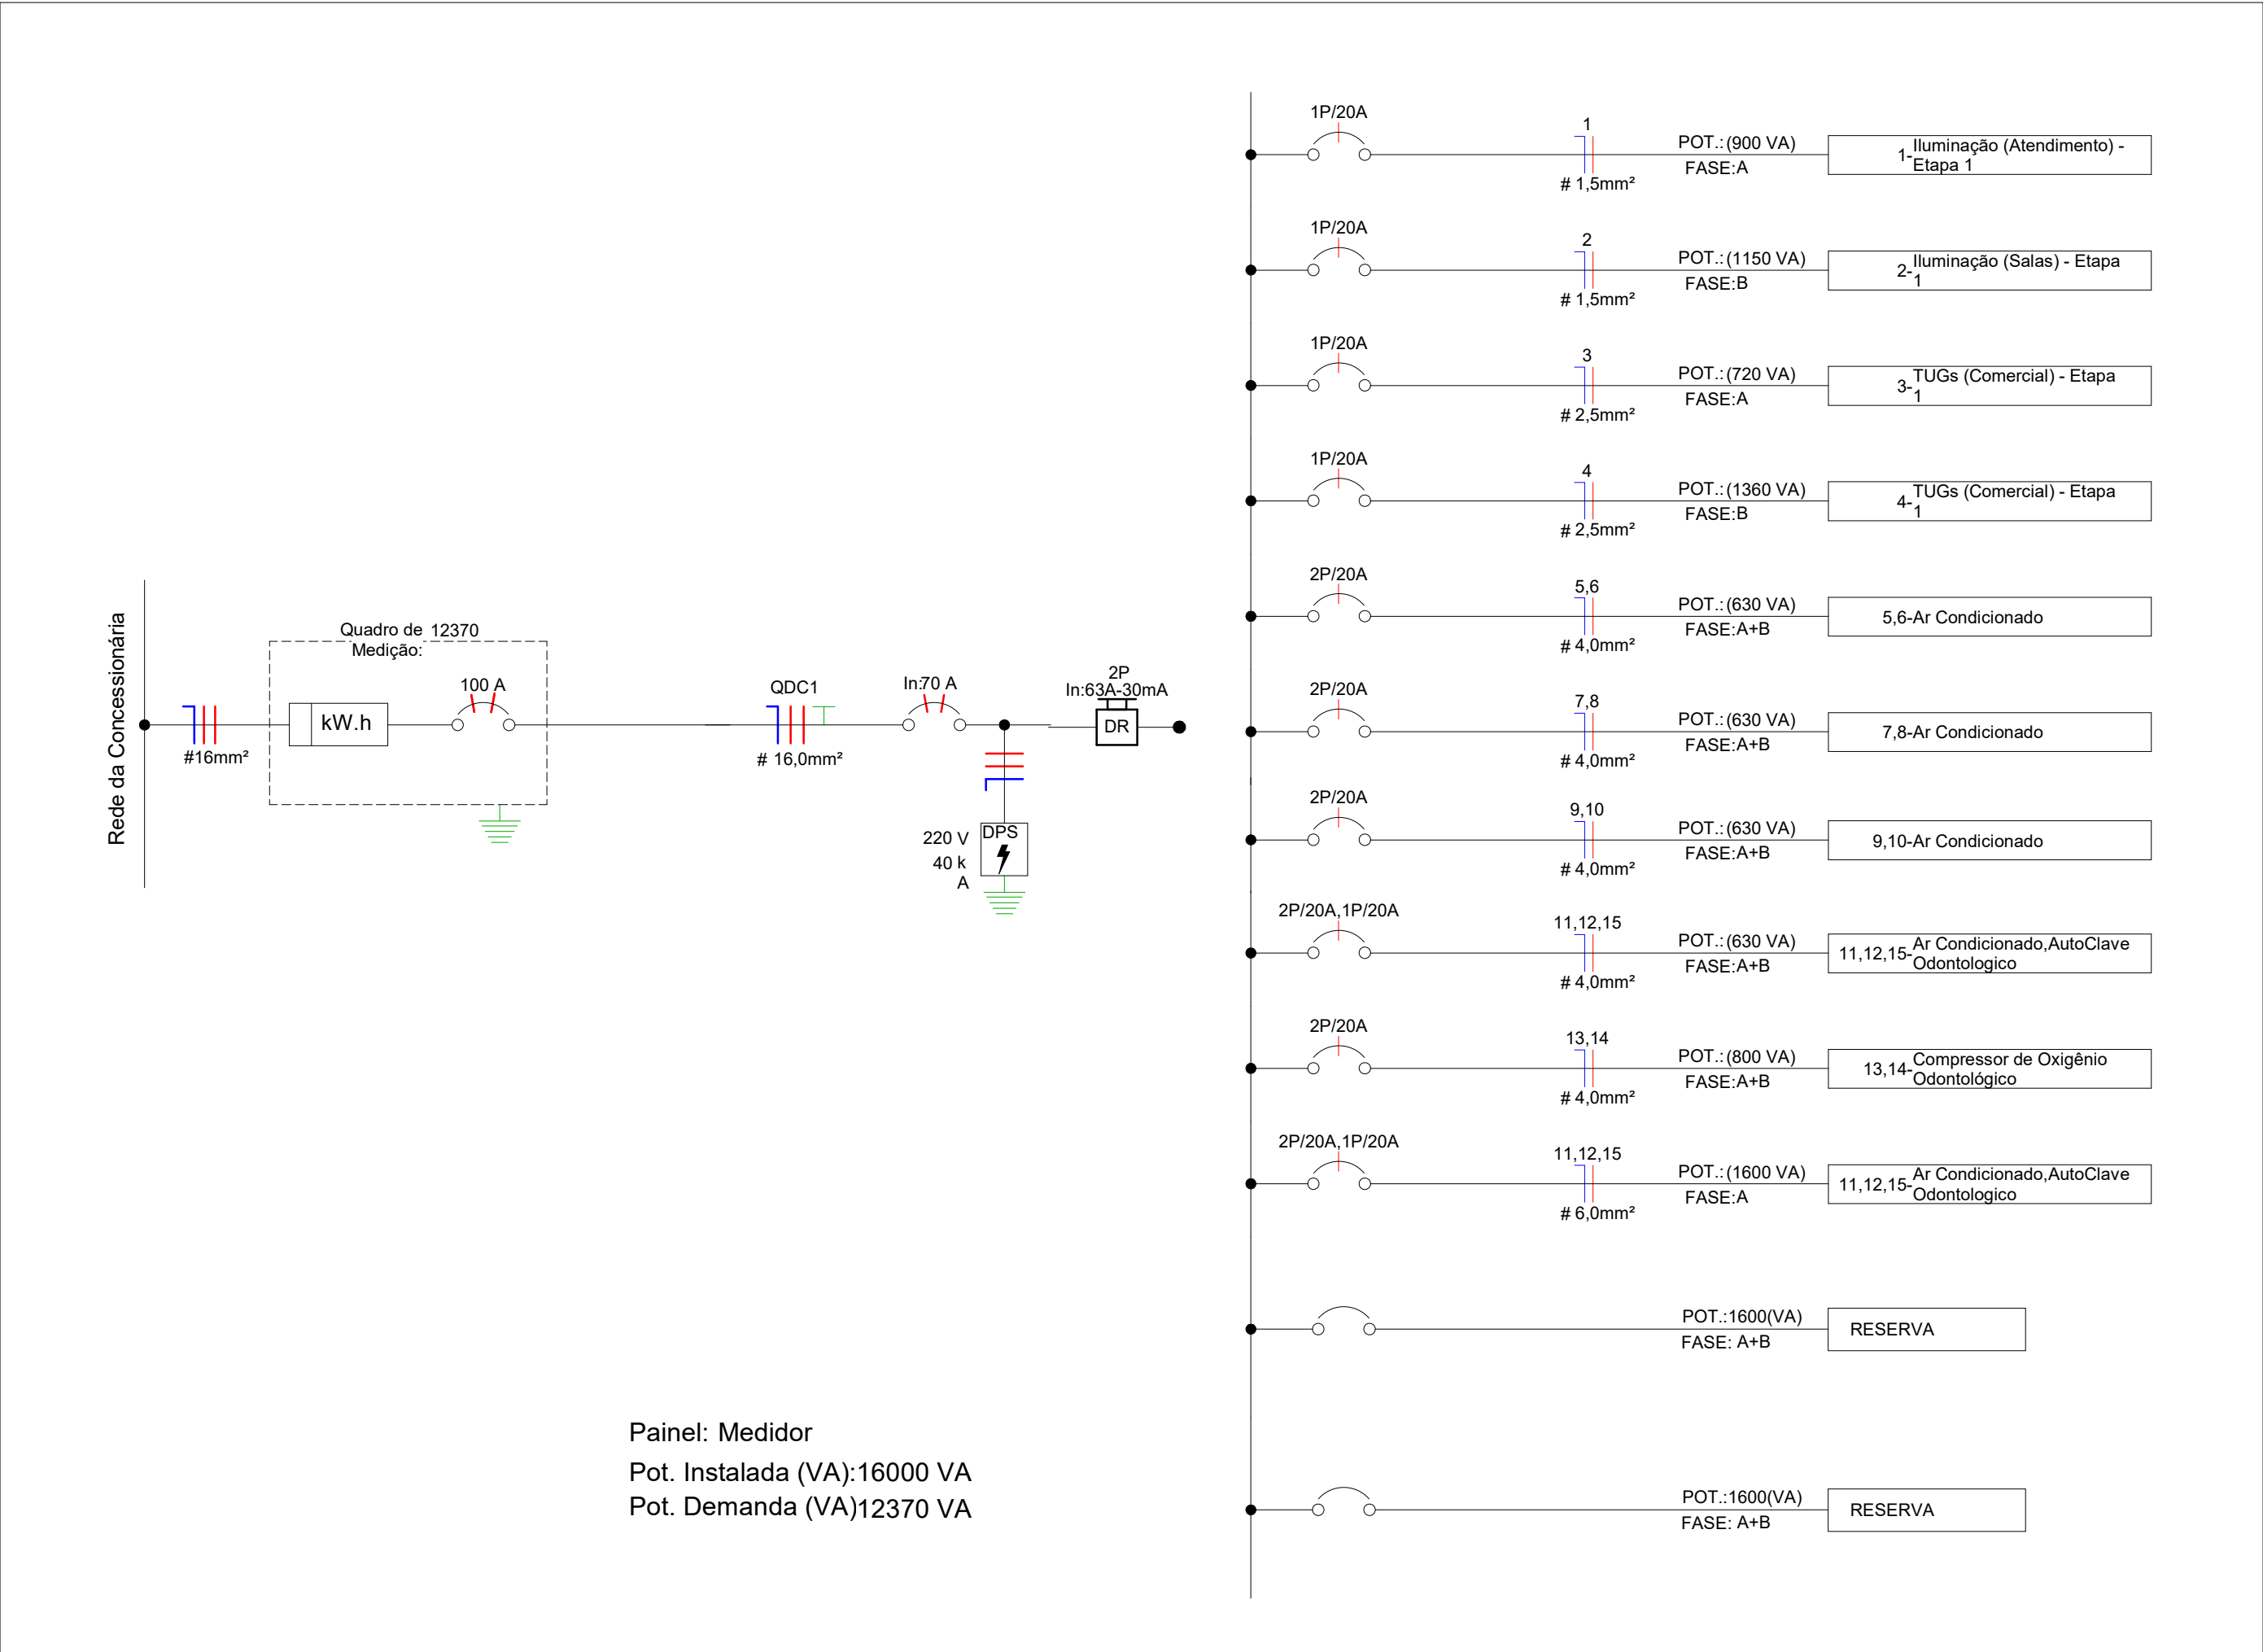 Rede da Concessionária
#16mm²
Quadro de 12370
Medição:
kW.h
100 A
QDC1
# 16,0mm²
In:70 A
2P
In:63A-30mA
DR
220 V
40 k
A
DPS
1P/20A
1
# 1,5mm²
POT.:(900 VA)
FASE:A
1-Iluminação (Atendimento) -
Etapa 1
1P/20A
2
# 1,5mm²
POT.:(1150 VA)
FASE:B
2-Iluminação (Salas) - Etapa
1
1P/20A
3
# 2,5mm²
POT.:(720 VA)
FASE:A
3-TUGs (Comercial) - Etapa
1
1P/20A
4
# 2,5mm²
POT.:(1360 VA)
FASE:B
4-TUGs (Comercial) - Etapa
1
2P/20A
5,6
# 4,0mm²
POT.:(630 VA)
FASE:A+B
5,6-Ar Condicionado
2P/20A
7,8
# 4,0mm²
POT.:(630 VA)
FASE:A+B
7,8-Ar Condicionado
2P/20A
9,10
# 4,0mm²
POT.:(630 VA)
FASE:A+B
9,10-Ar Condicionado
2P/20A,1P/20A
11,12,15
# 4,0mm²
POT.:(630 VA)
FASE:A+B
11,12,15-Ar Condicionado,AutoClave
Odontologico
2P/20A
13,14
# 4,0mm²
POT.:(800 VA)
FASE:A+B
13,14-Compressor de Oxigênio
Odontológico
2P/20A,1P/20A
11,12,15
# 6,0mm²
POT.:(1600 VA)
FASE:A
11,12,15-Ar Condicionado,AutoClave
Odontologico
POT.:1600(VA)
FASE: A+B
RESERVA
POT.:1600(VA)
FASE: A+B
RESERVA
Painel: Medidor
Pot. Instalada (VA):16000 VA
Pot. Demanda (VA)12370 VA